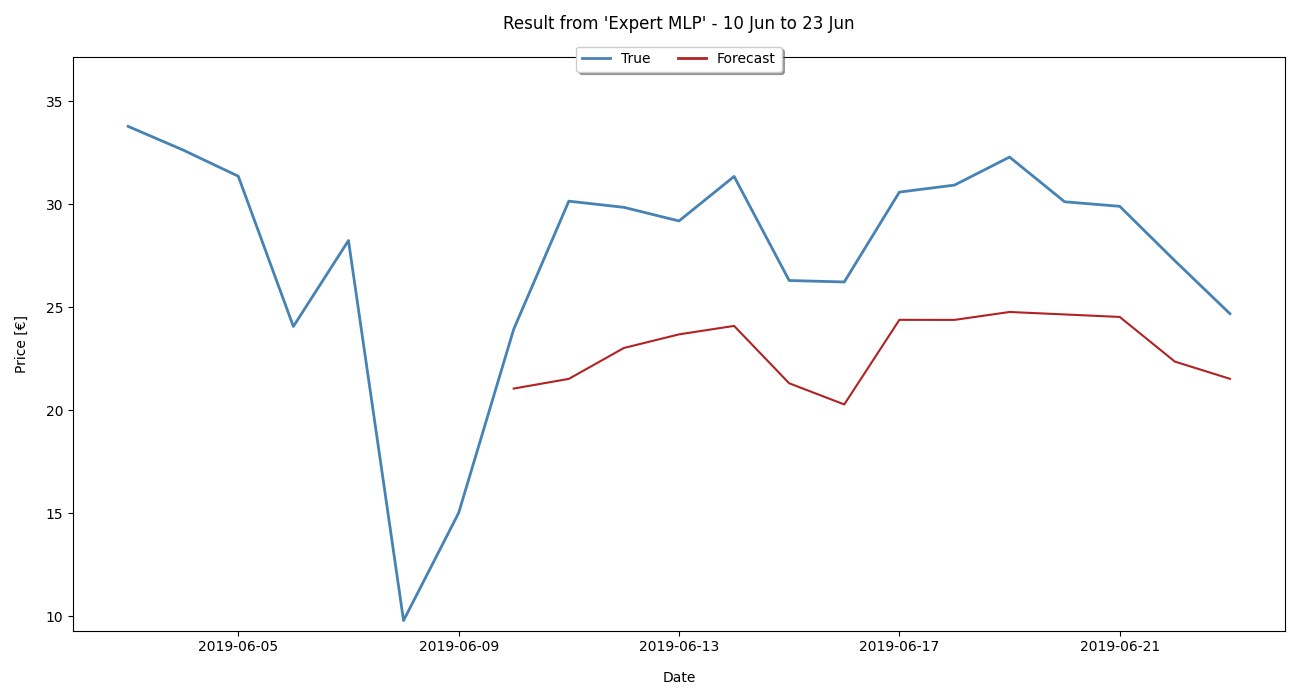 Result from 'Expert MLP' - 10 Jun to 23 Jun
True
Forecast
Price [€]
35
30
25
20
15
10
2019-06-05
2019-06-09
2019-06-13
2019-06-17
2019-06-21
Date